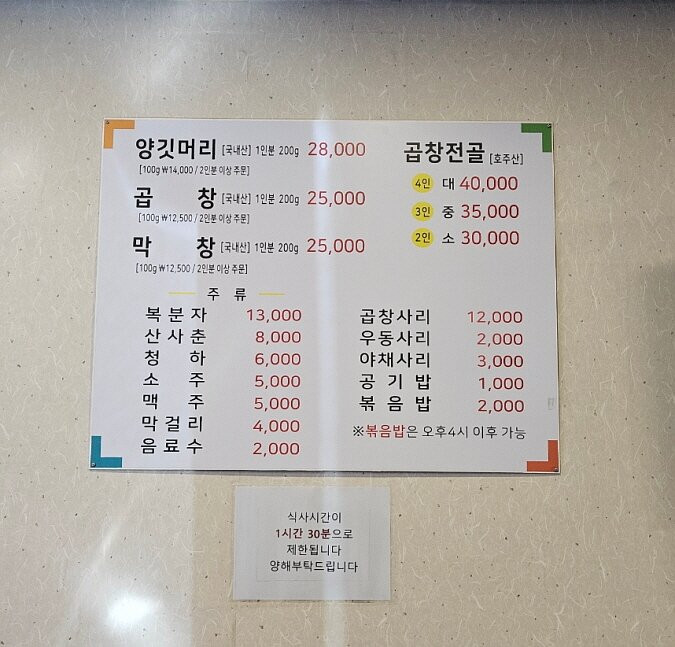 양깃머리 [국내산] 1인분 200g 28,000
[100g ₩14,000 / 2인분 이상 주문]
곱창 [국내산] 1인분 200g 25,000
[100g ₩12,500 / 2인분 이상 주문]
막창 [국내산] 1인분 200g 25,000
[100g ₩12,500 / 2인분 이상 주문]
곱창전골 [호주산]
4인 대 40,000
3인 중 35,000
2인 소 30,000
주류
복분자 13,000
산사춘 8,000
청하 6,000
소주 5,000
맥주 5,000
막걸리 4,000
음료수 2,000
곱창사리 12,000
우동사리 2,000
야채사리 3,000
공기밥 1,000
볶음밥 2,000
※볶음밥은 오후4시 이후 가능
식사시간이
1시간 30분으로
제한됩니다
양해부탁드립니다